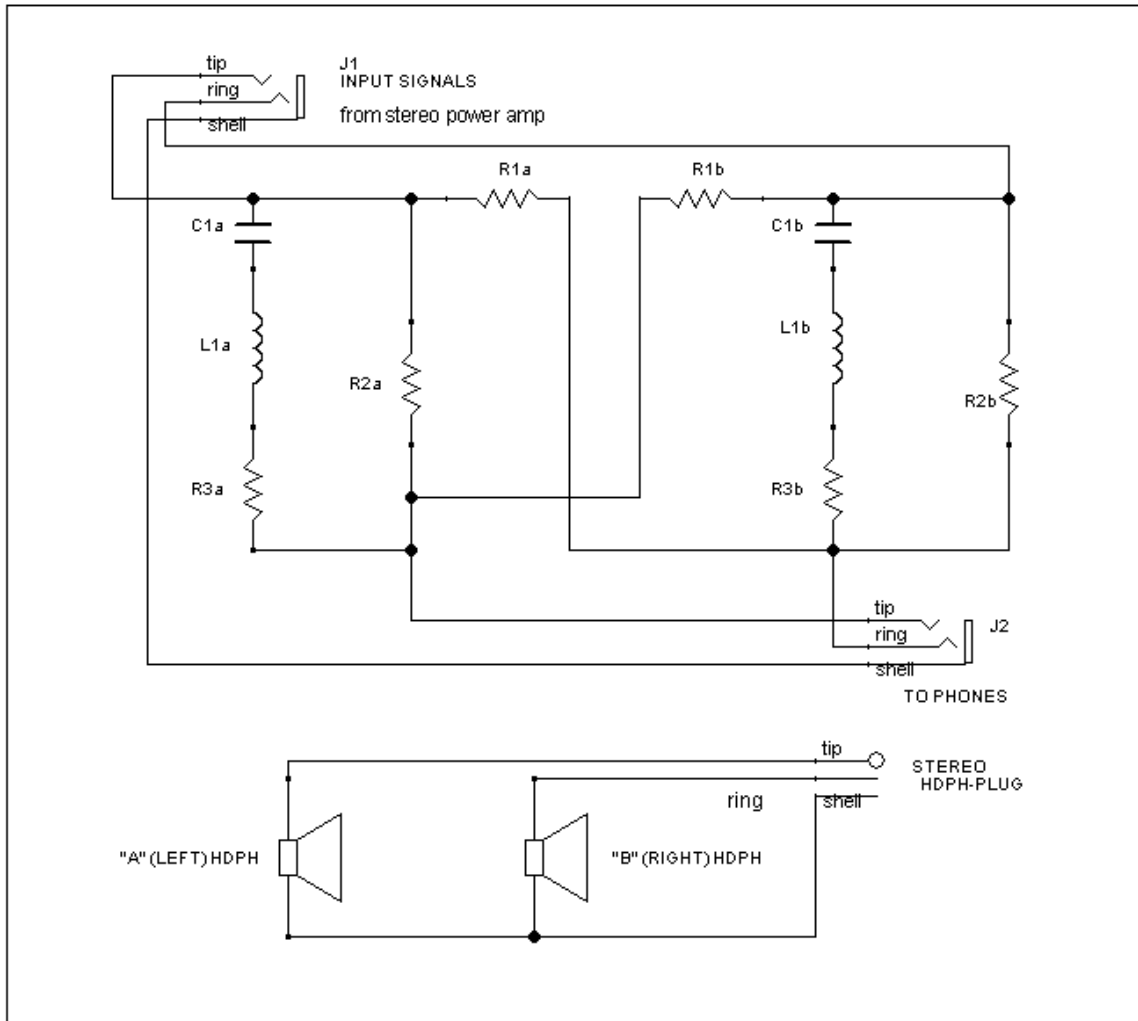 tip
J1
INPUT SIGNALS
ring
shell
from stereo power amp
R1a
R1b
C1a
C1b
L1a
L1b
R2a
R2b
R3a
R3b
tip
ring
J2
shell
TO PHONES
tip
STEREO
HDPH-PLUG
ring
shell
"A"(LEFT)HDPH
"B"(RIGHT)HDPH